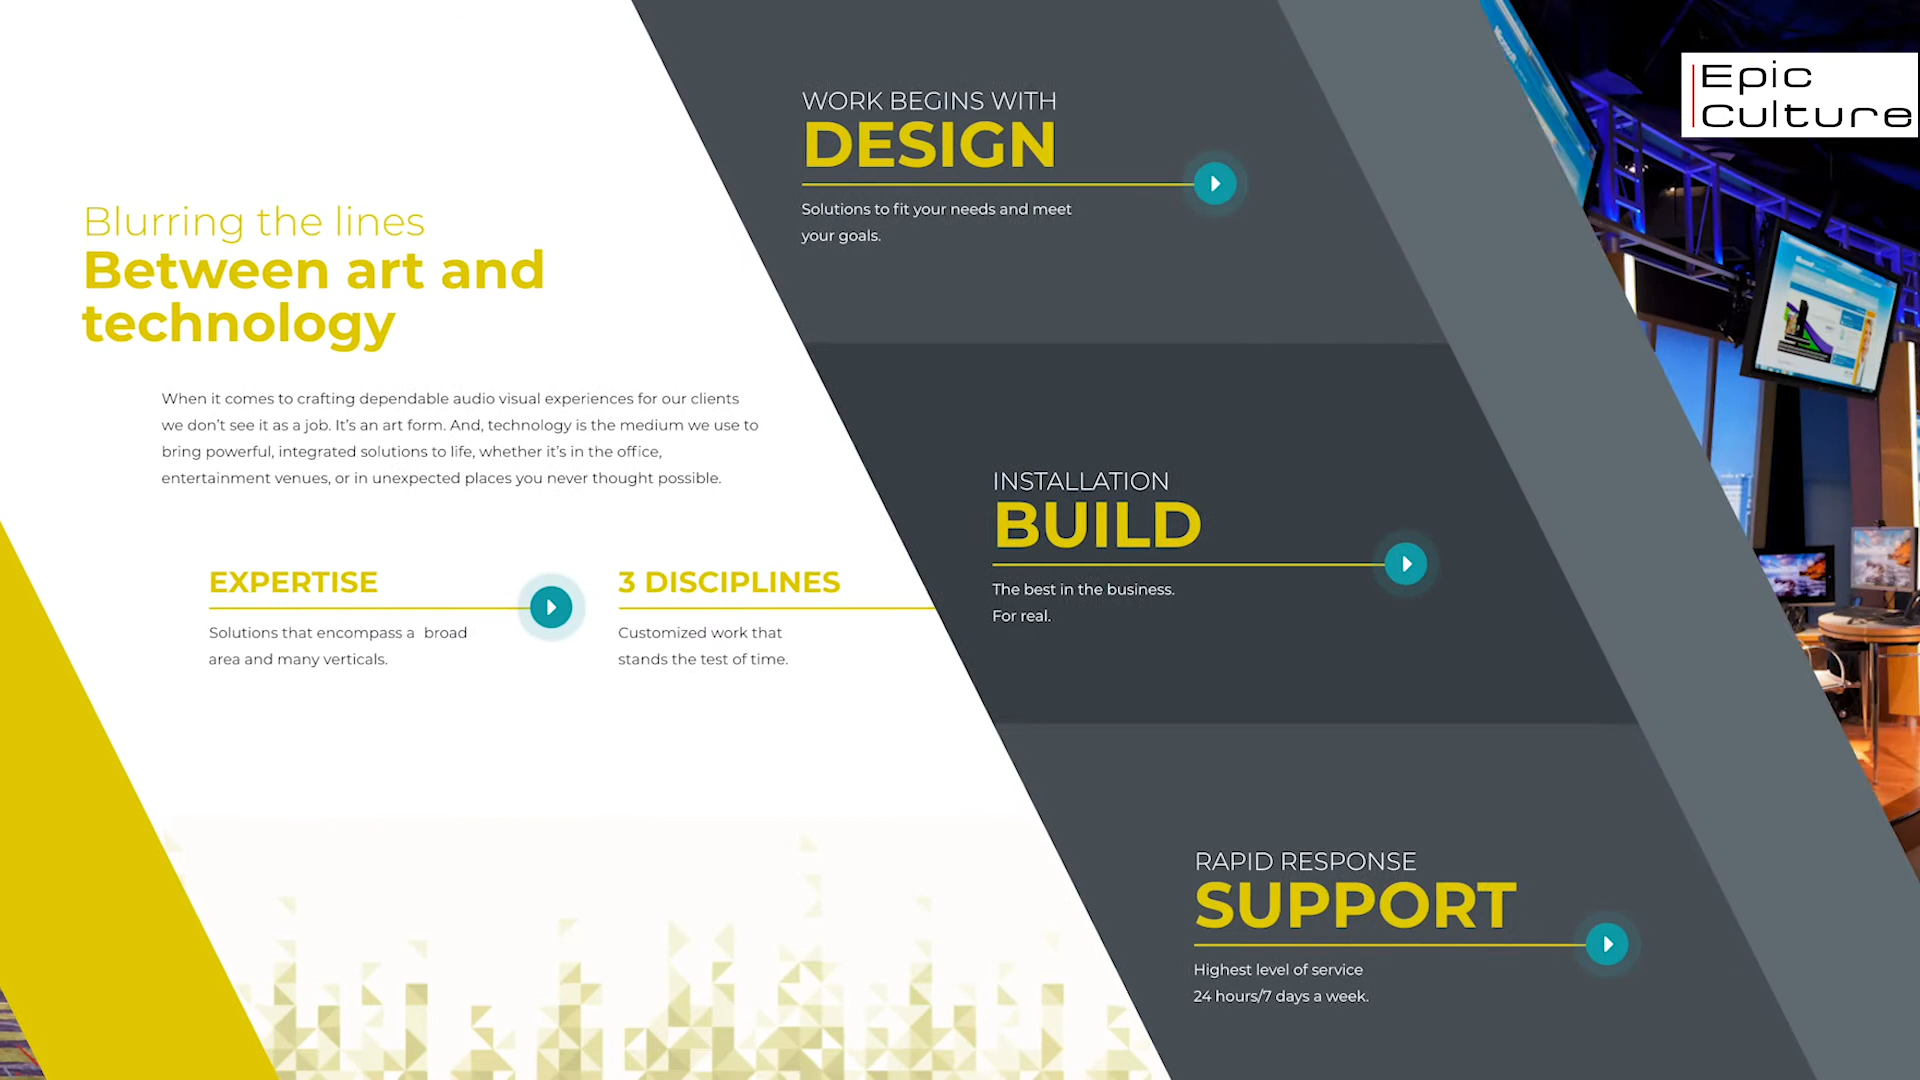 Epic
Culture
Blurring the lines
Between art and
technology
When it comes to crafting dependable audio visual experiences for our clients
we don't see it as a job. It's an art form. And, technology is the medium we use to
bring powerful, integrated solutions to life, whether it's in the office,
entertainment venues, or in unexpected places you never thought possible.
EXPERTISE
Solutions that encompass a broad
area and many verticals.
3 DISCIPLINES
Customized work that
stands the test of time.
WORK BEGINS WITH
DESIGN
Solutions to fit your needs and meet
your goals.
INSTALLATION
BUILD
The best in the business.
For real.
RAPID RESPONSE
SUPPORT
Highest level of service
24 hours/7 days a week.